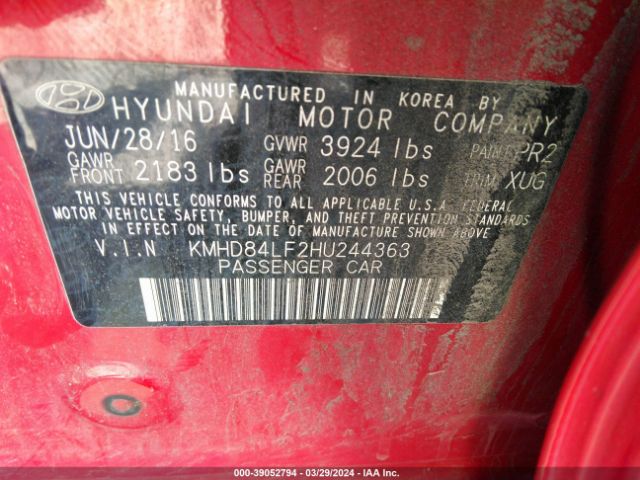 MANUFACTURED IN KOREA BY
HYUNDAI MOTOR COMPANY
JUN/28/16 GVWR 3924 lbs PAINT PR2
GAWR FRONT 2183 lbs GAWR REAR 2006 lbs TRIM XUG
THIS VEHICLE CONFORMS TO ALL APPLICABLE U.S.A FEDERAL
MOTOR VEHICLE SAFETY, BUMPER, AND THEFT PREVENTION STANDARDS
IN EFFECT ON THE DATE OF MANUFACTURE SHOWN ABOVE
V.I.N KMHD84LF2HU244363
PASSENGER CAR
000-39052794 - 03/29/2024 - IAA Inc.